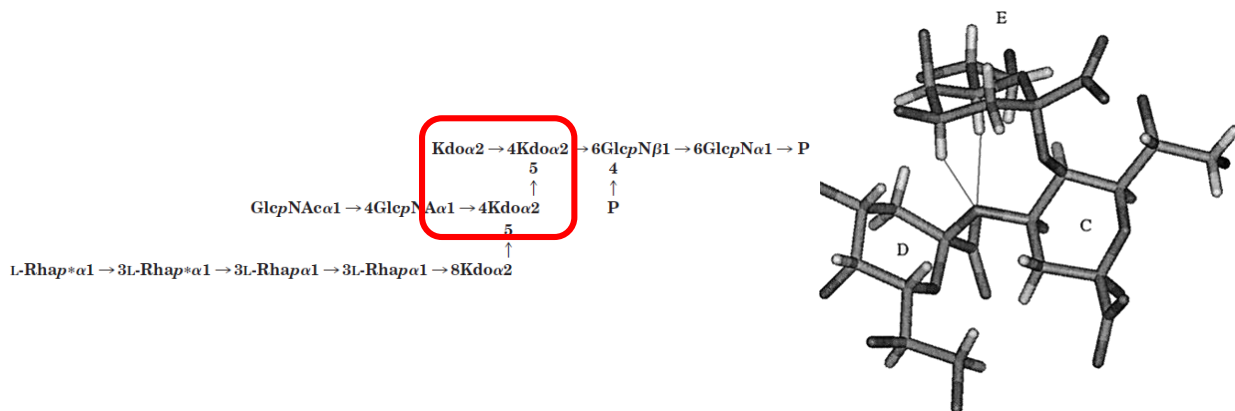 Kdoα2→4Kdoα2→6GlcpNβ1→6GlcpNα1→P
5 4
↑ ↑
GlcpNAcα1→4GlcpNAα1→4Kdoα2 P
5
↑
L-Rhap*α1→3L-Rhap*α1→3L-Rhapα1→3L-Rhapα1→8Kdoα2
E
C
D